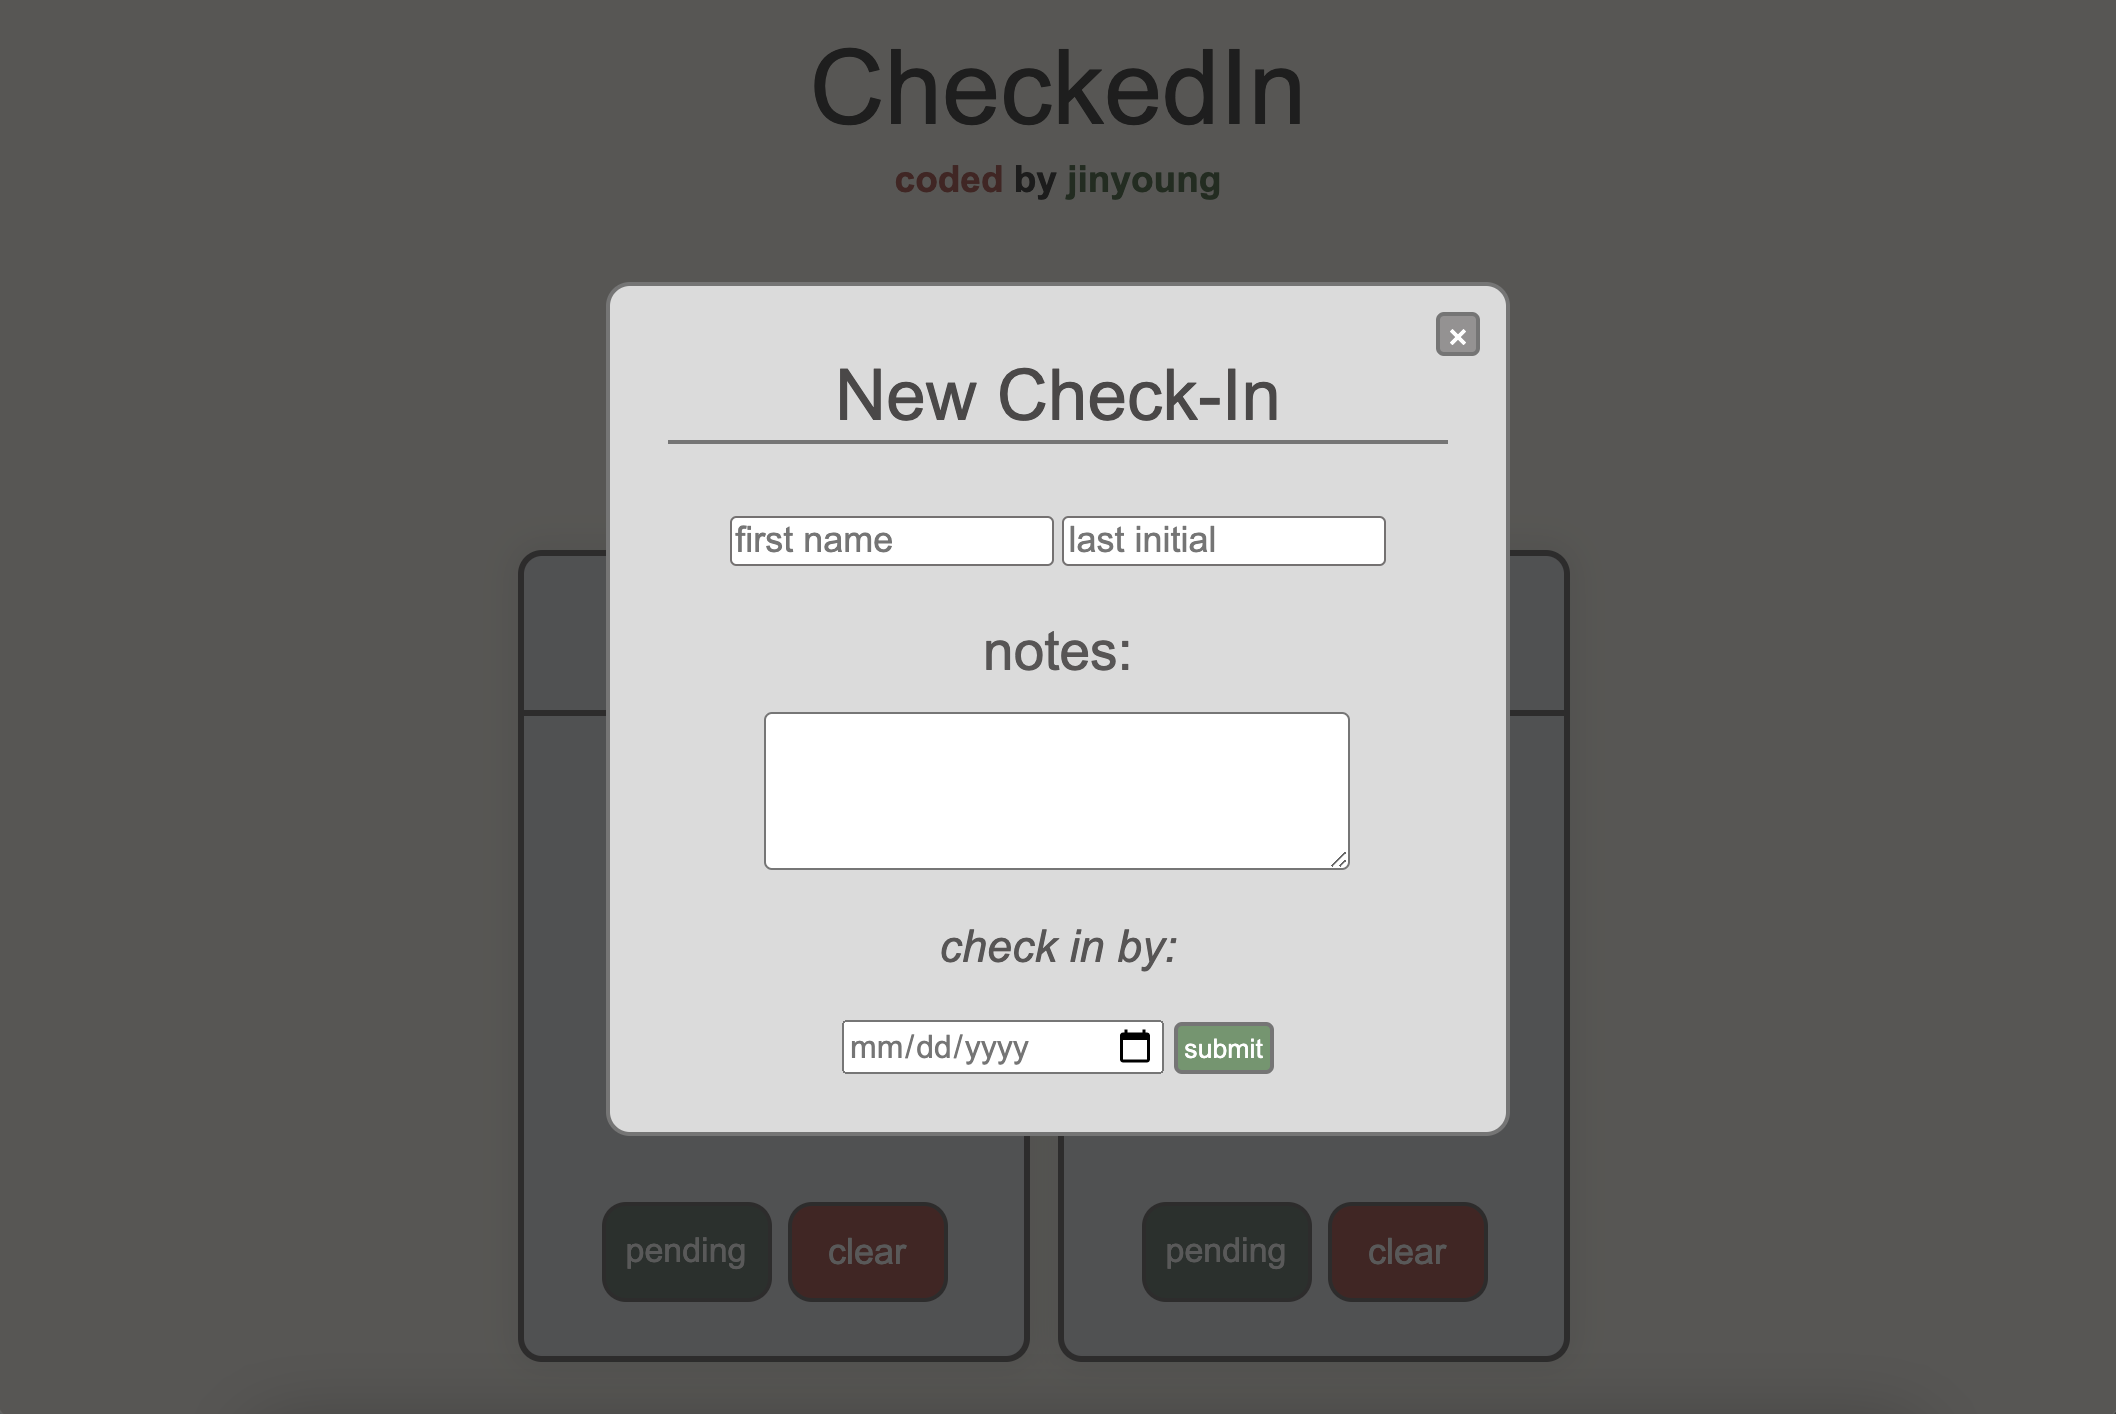 CheckedIn
coded by jinyoung
×
New Check-In
first name last initial
notes:
check in by:
mm/dd/yyyy submit
pending clear pending clear